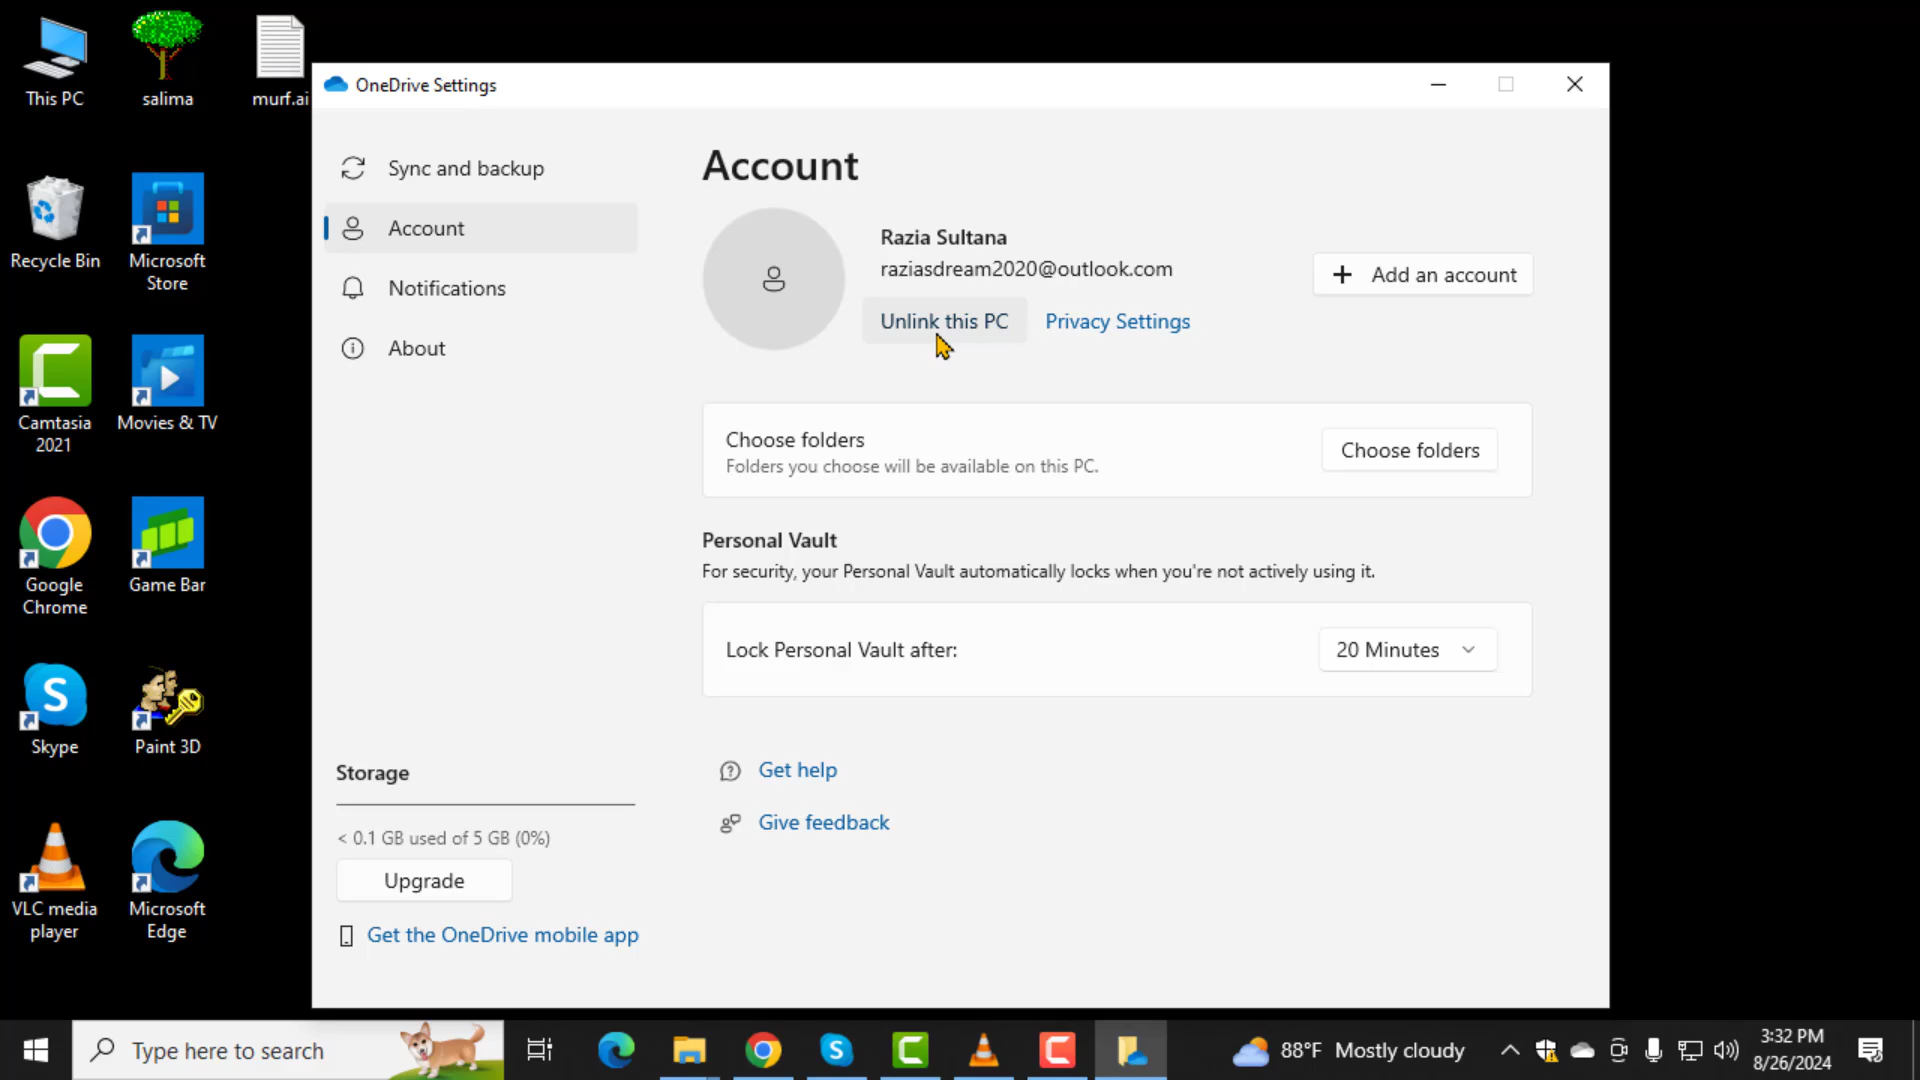 This PC
salima
murf.ai
Recycle Bin
Microsoft
Store
Camtasia
2021
Movies & TV
Google
Chrome
Game Bar
Skype
Paint 3D
VLC media
player
Microsoft
Edge
OneDrive Settings
Sync and backup
Account
Notifications
About
Storage
< 0.1 GB used of 5 GB (0%)
Upgrade
Get the OneDrive mobile app
Account
Razia Sultana
raziasdream2020@outlook.com
Unlink this PC
Privacy Settings
Add an account
Choose folders
Folders you choose will be available on this PC.
Choose folders
Personal Vault
For security, your Personal Vault automatically locks when you're not actively using it.
Lock Personal Vault after:
20 Minutes
Get help
Give feedback
Type here to search
88°F Mostly cloudy
3:32 PM
8/26/2024